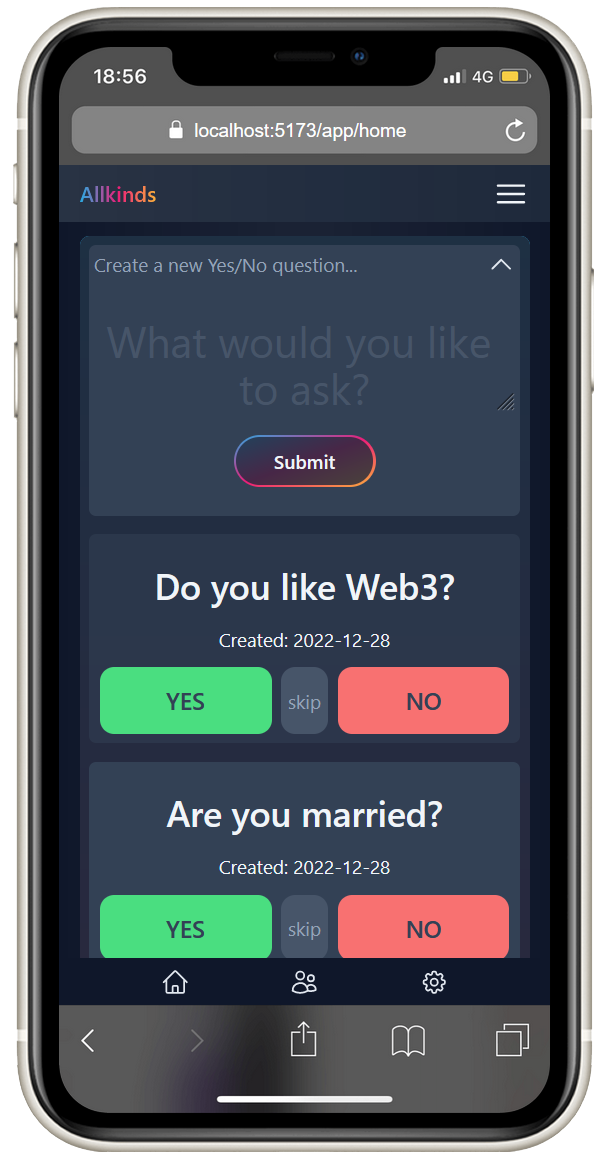 18:56
4G
localhost:5173/app/home
Allkinds
Create a new Yes/No question...
What would you like
to ask?
Submit
Do you like Web3?
Created: 2022-12-28
YES skip NO
Are you married?
Created: 2022-12-28
YES skip NO